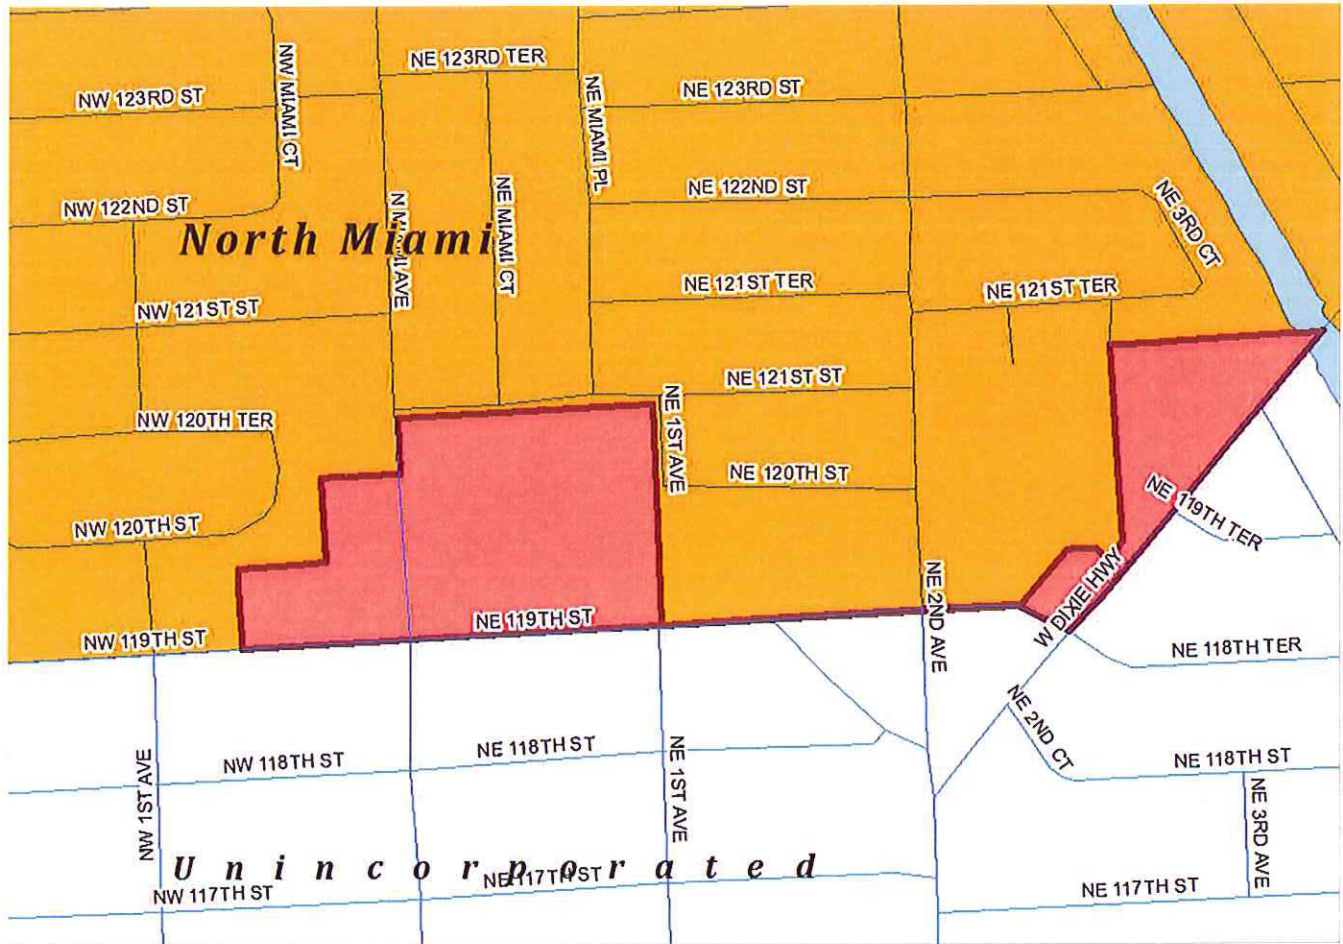 NE 123RD TER
NW 123RD ST
NW MIAMI CT
NE MIAMI PL
NE 123RD ST
NW 122ND ST
N MIAMI AVE
NE MIAMI CT
NE 122ND ST
NE 3RD CT
North Miami
NW 121ST ST
NE 121ST TER
NE 121ST TER
NW 120TH TER
NE 121ST ST
NE 1ST AVE
NE 120TH ST
NW 120TH ST
NE 119TH TER
NE 119TH ST
NW 119TH ST
NE 2ND AVE
W DIXIE HWY
NE 118TH TER
NE 2ND CT
NW 1ST AVE
NW 118TH ST
NE 118TH ST
NE 1ST AVE
NE 118TH ST
NE 3RD AVE
Unincorporated
NW 117TH ST
NE 117TH ST
NE 117TH ST